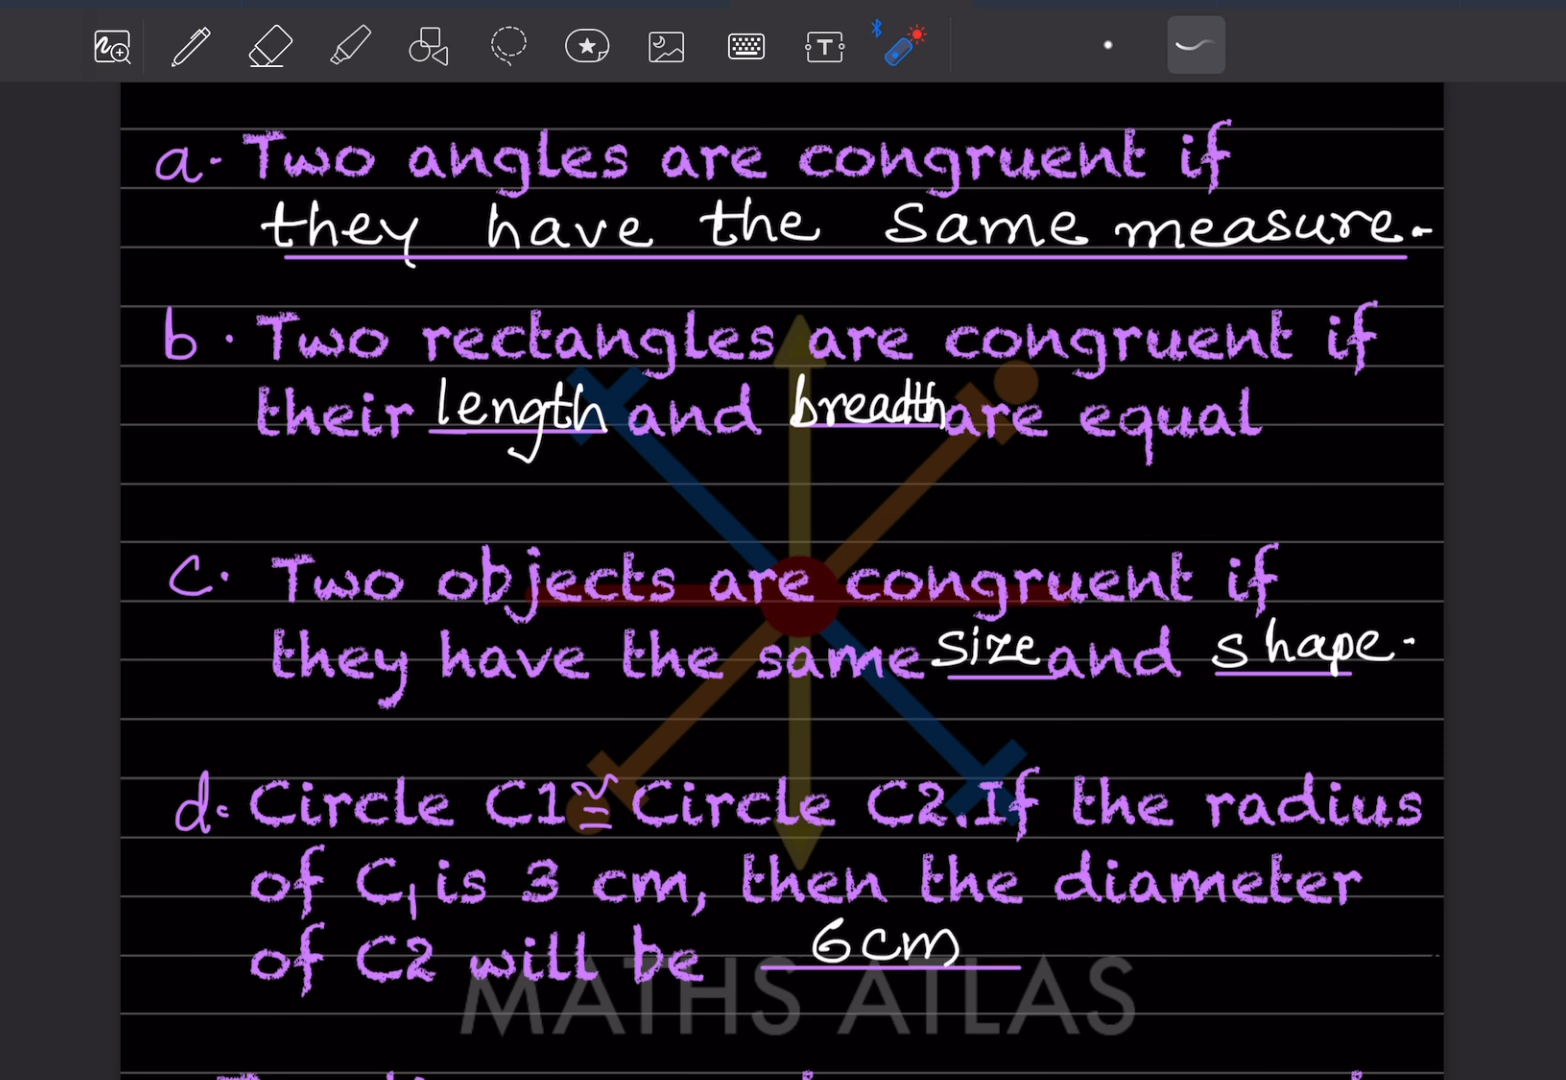 a. Two angles are congruent if
they have the same measure.
b. Two rectangles are congruent if
their length and breadth are equal
c. Two objects are congruent if
they have the same size and shape.
d. Circle C1 ≅ Circle C2. If the radius
of C1 is 3 cm, then the diameter
of C2 will be 6cm
MATHS ATLAS